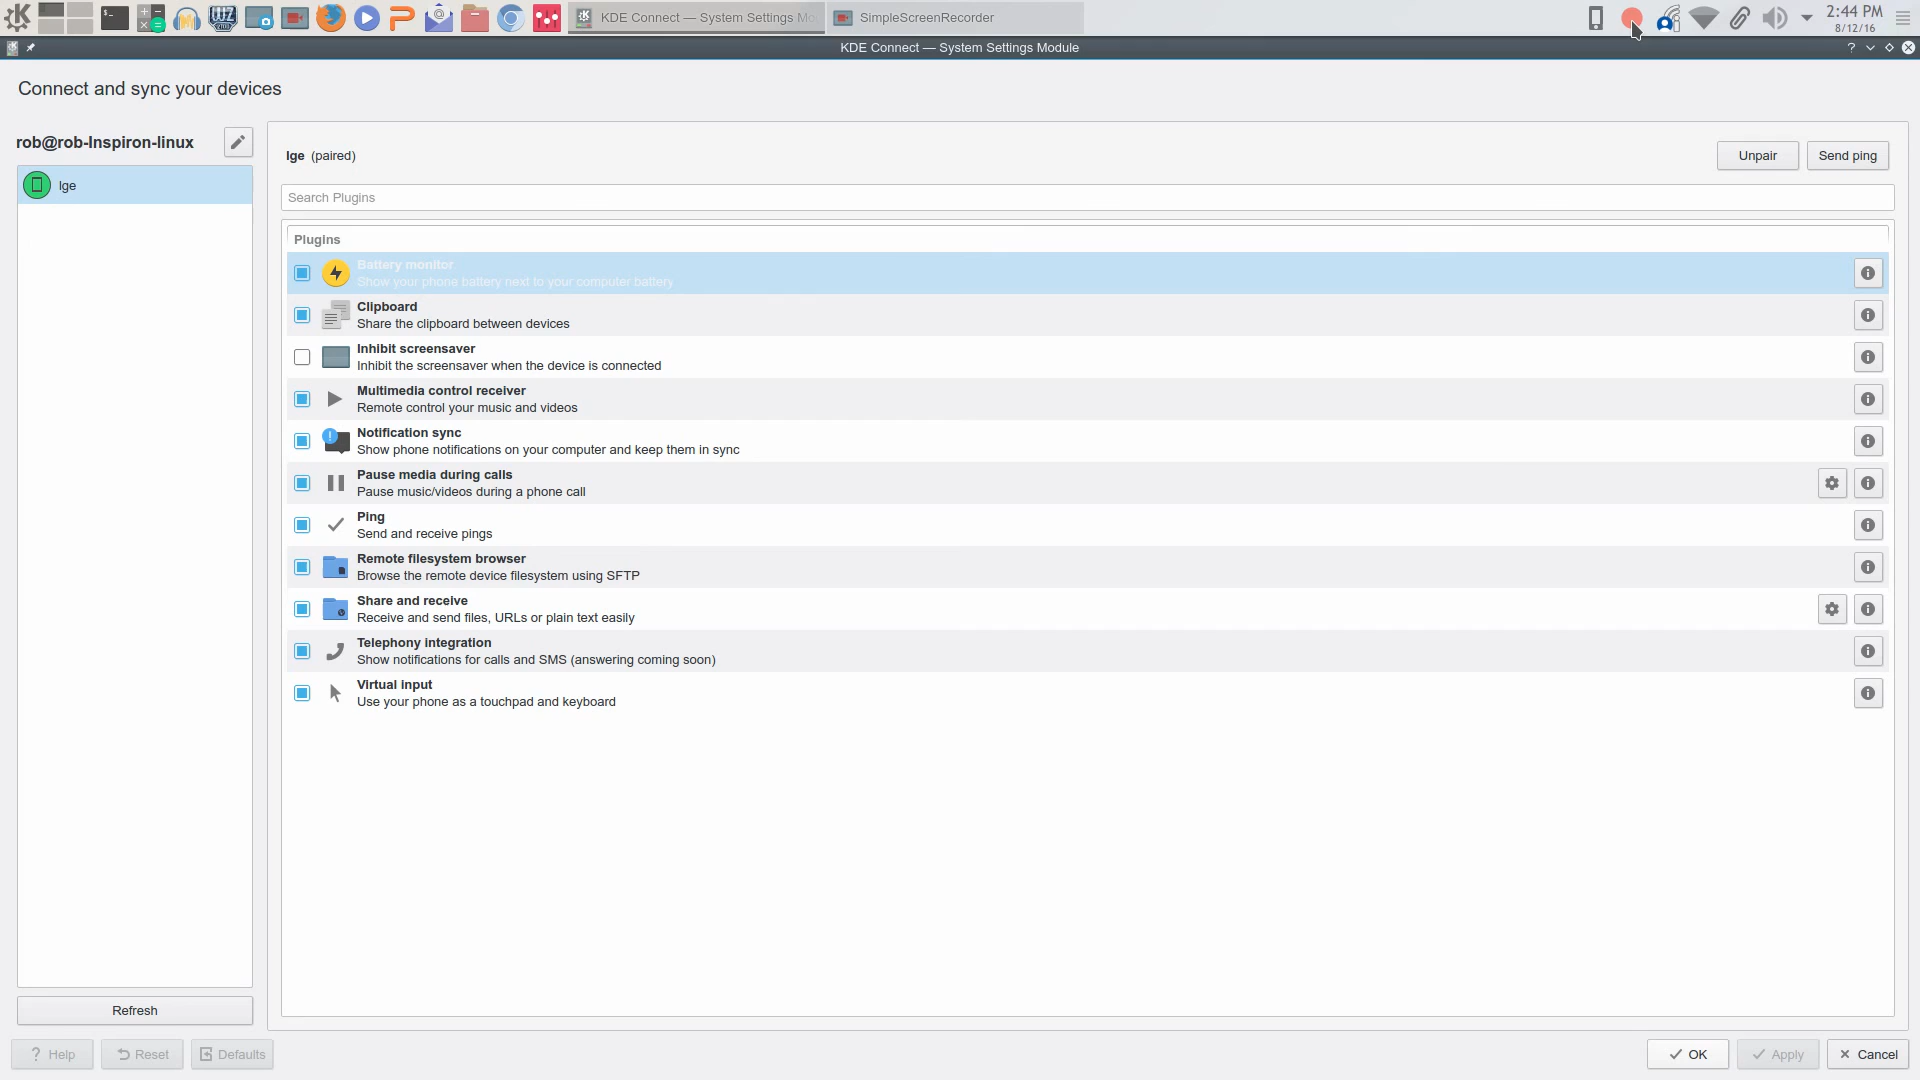 KDE Connect — System Settings Mo
SimpleScreenRecorder
2:44 PM
8/12/16
KDE Connect — System Settings Module
Connect and sync your devices
rob@rob-Inspiron-linux
lge
lge (paired)
Unpair
Send ping
Search Plugins
Plugins
Battery monitor
Show your phone battery next to your computer battery
Clipboard
Share the clipboard between devices
Inhibit screensaver
Inhibit the screensaver when the device is connected
Multimedia control receiver
Remote control your music and videos
Notification sync
Show phone notifications on your computer and keep them in sync
Pause media during calls
Pause music/videos during a phone call
Ping
Send and receive pings
Remote filesystem browser
Browse the remote device filesystem using SFTP
Share and receive
Receive and send files, URLs or plain text easily
Telephony integration
Show notifications for calls and SMS (answering coming soon)
Virtual input
Use your phone as a touchpad and keyboard
Refresh
? Help
Reset
Defaults
OK
Apply
Cancel